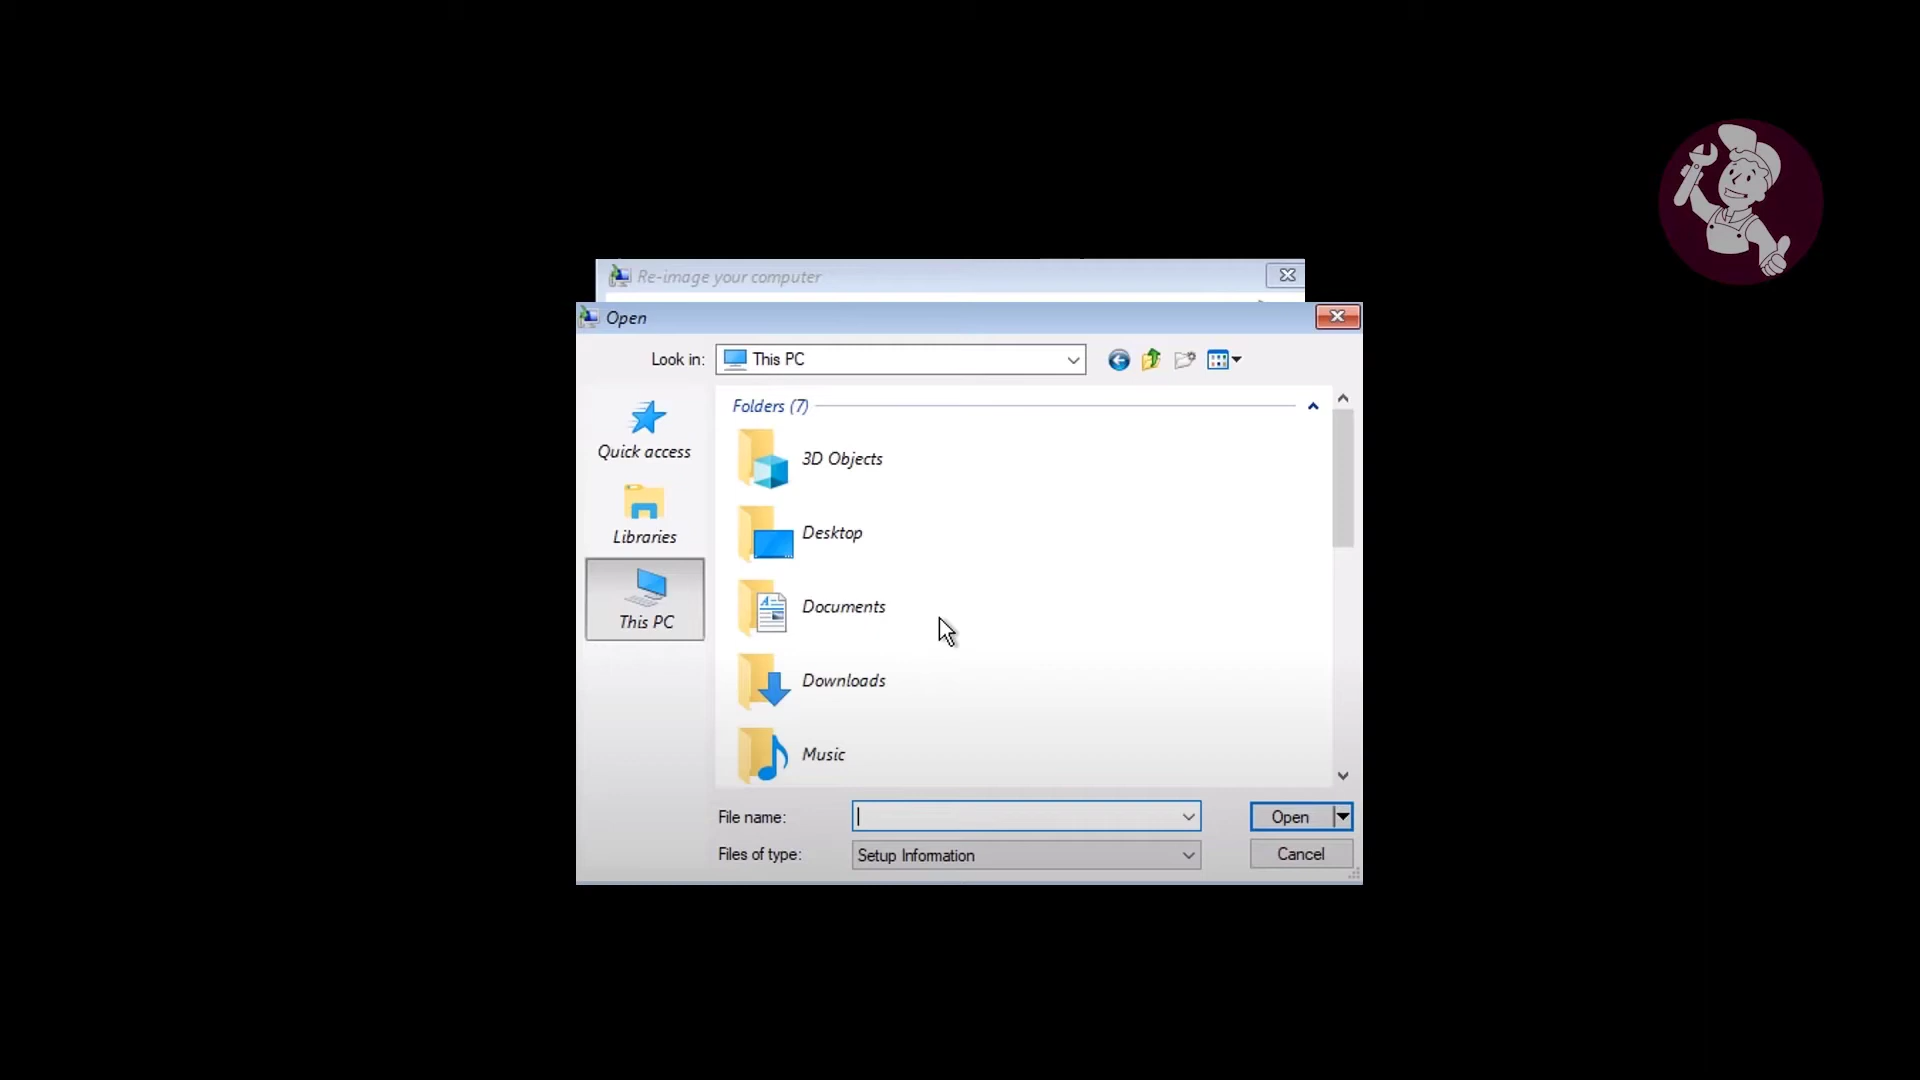 Re-image your computer
Open
Look in:
This PC
Folders (7)
Quick access
3D Objects
Libraries
Desktop
This PC
Documents
Downloads
Music
File name:
Open
Files of type:
Setup Information
Cancel